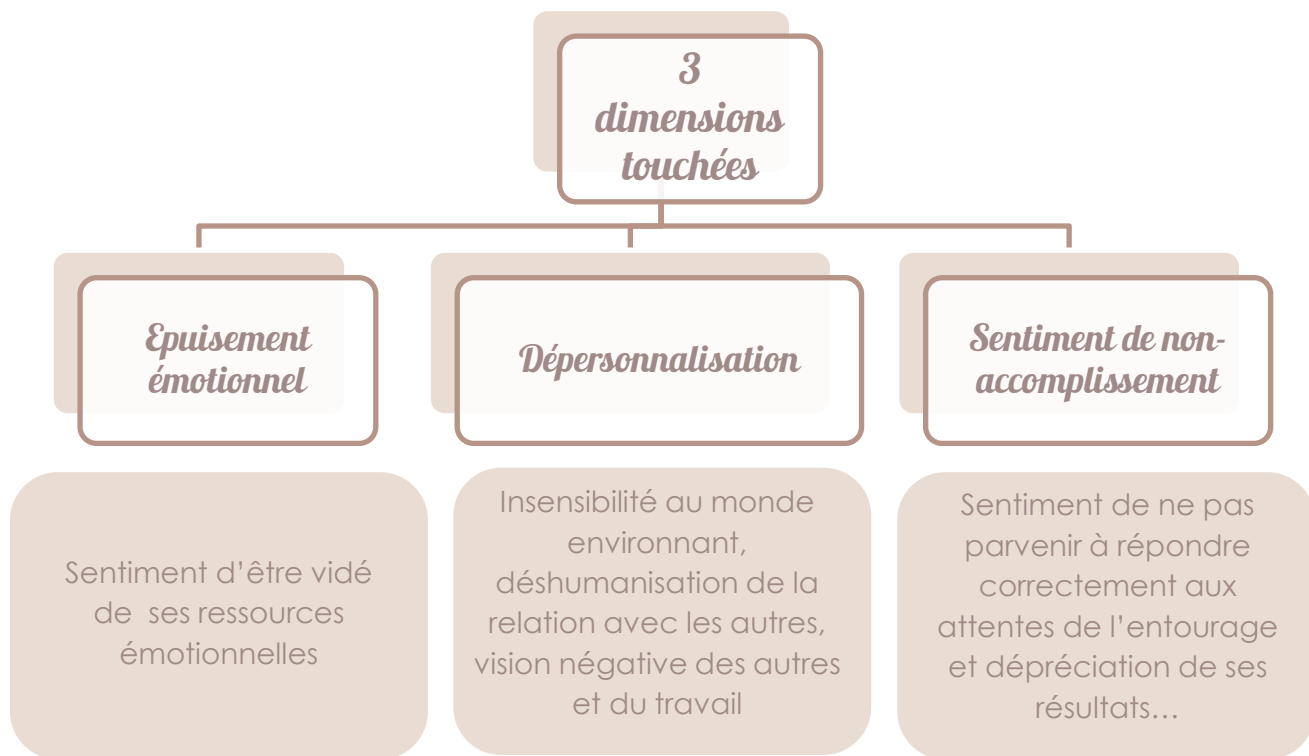 3
dimensions
touchées
Epuisement
émotionnel
Dépersonnalisation
Sentiment de non-
accomplissement
Sentiment d’être vidé
de ses ressources
émotionnelles
Insensibilité au monde
environnant,
déshumanisation de la
relation avec les autres,
vision négative des autres
et du travail
Sentiment de ne pas
parvenir à répondre
correctement aux
attentes de l’entourage
et dépréciation de ses
résultats…